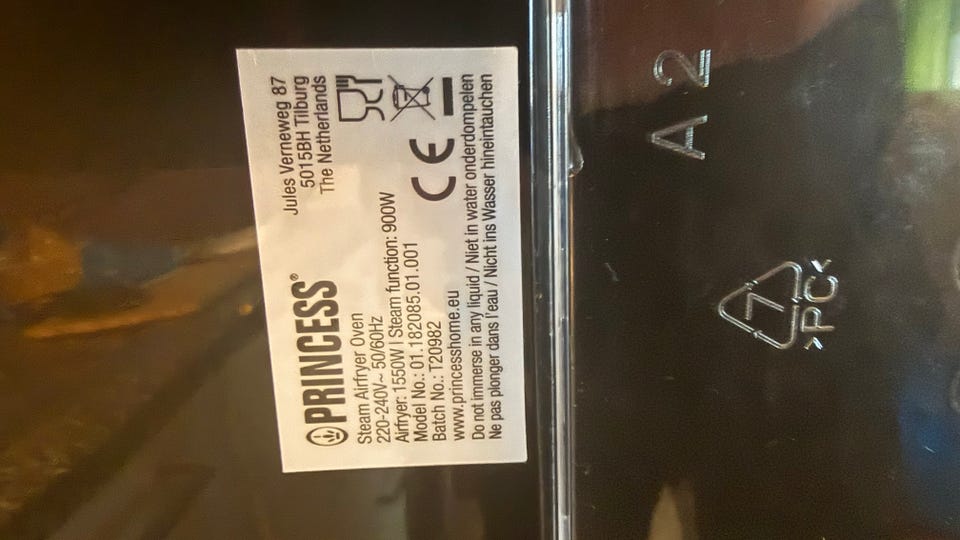 PRINCESS®
Jules Verneweg 87
5015BH Tilburg
The Netherlands
Steam Airfryer Oven
220-240V~ 50/60Hz
Airfryer: 1550W | Steam function: 900W
Model No.: 01.182085.01.001
Batch No.: T20982
www.princesshome.eu
CE
Do not immerse in any liquid / Niet in water onderdompelen
Ne pas plonger dans l'eau / Nicht ins Wasser hineintauchen
A 2
7
>PC<